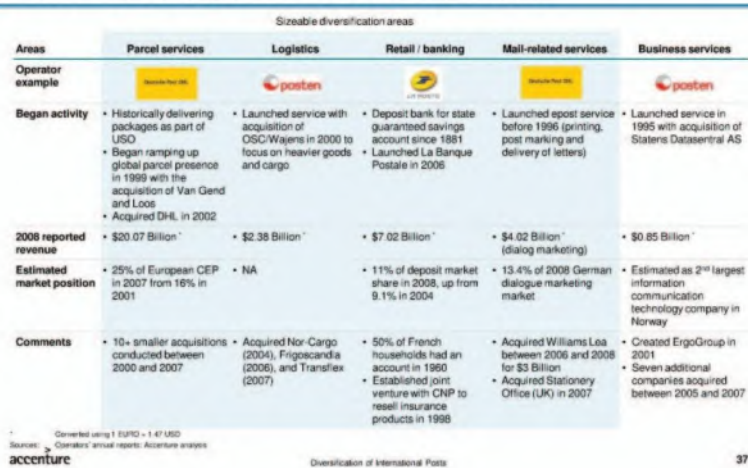 Sizeable diversification areas
Areas
Parcel services
Logistics
Retail / banking
Mail-related services
Business services
Operator
example
Deutsche Post DHL
posten
LA POSTE
Deutsche Post DHL
posten
Began activity
• Historically delivering
packages as part of
USO
• Began ramping up
global parcel presence
in 1999 with the
acquisition of Van Gend
and Loos
• Acquired DHL in 2002
• Launched service with
acquisition of
OSC/Wajens in 2000 to
focus on heavier goods
and cargo
• Deposit bank for state
guaranteed savings
account since 1881
• Launched La Banque
Postale in 2006
• Launched epost service
before 1996 (printing,
post marking and
delivery of letters)
• Launched service in
1995 with acquisition of
Statens Datasentral AS
2008 reported
revenue
• $20.07 Billion *
• $2.38 Billion *
• $7.02 Billion *
• $4.02 Billion *
(dialog marketing)
• $0.85 Billion *
Estimated
market position
• 25% of European CEP
in 2007 from 16% in
2001
• NA
• 11% of deposit market
share in 2008, up from
9.1% in 2004
• 13.4% of 2008 German
dialogue marketing
market
• Estimated as 2nd largest
information
communication
technology company in
Norway
Comments
• 10+ smaller acquisitions
conducted between
2000 and 2007
• Acquired Nor-Cargo
(2004), Frigoscandia
(2006), and Transflex
(2007)
• 50% of French
households had an
account in 1960
• Established joint
venture with CNP to
resell insurance
products in 1998
• Acquired Williams Lea
between 2006 and 2008
for $3 Billion
• Acquired Stationery
Office (UK) in 2007
• Created ErgoGroup in
2001
• Seven additional
companies acquired
between 2005 and 2007
* Converted using 1 EURO = 1.47 USD
Sources: Operators' annual reports; Accenture analysis
accenture
Diversification of International Posts
37